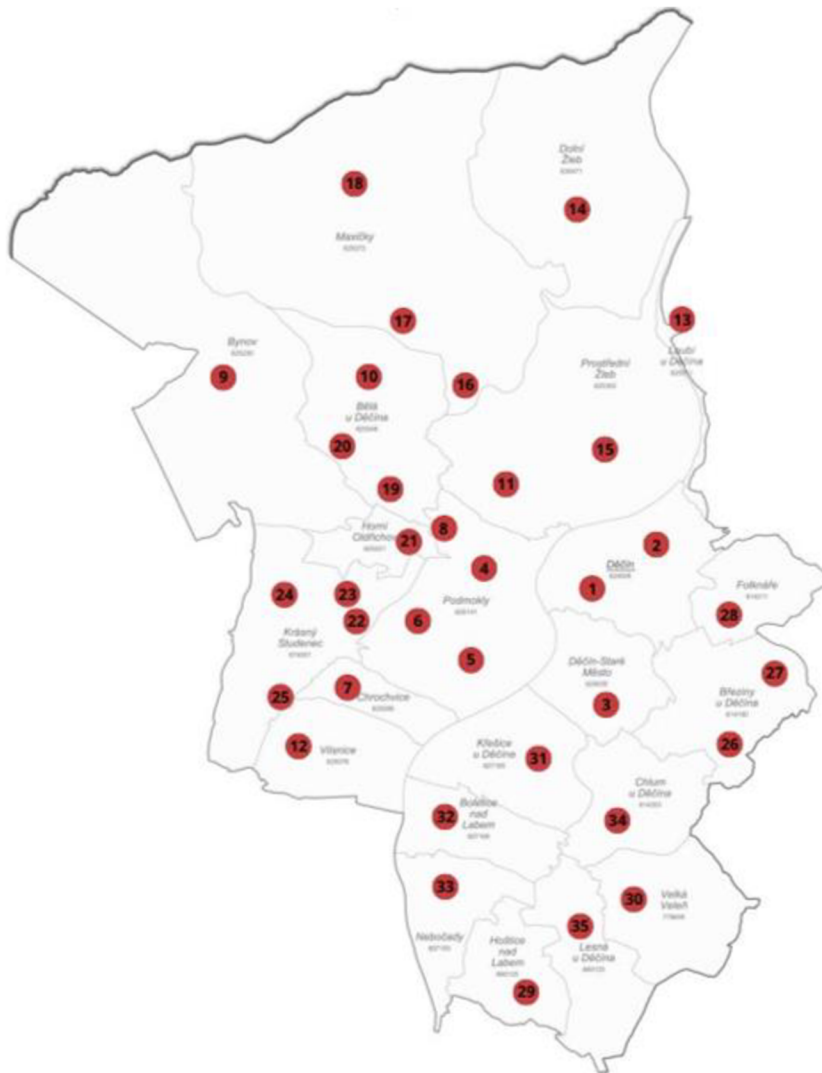 Dolní
Žleb
14
18
Maxičky
17
13
Loubí
u Děčína
Bynov
9
10
Bělá
u Děčína
16
Prostřední
Žleb
20
19
15
11
Horní
Oldřichov
21
8
4
Děčín
2
1
Folknáře
28
24
23
22
Krásný
Studenec
Podmokly
6
5
25
7
Chrochvice
Děčín-Staré
Město
3
Březiny
u Děčína
27
26
12
Vilsnice
Křešice
u Děčína
31
32
Boletice
nad
Labem
Chlum
u Děčína
34
33
Nebočady
Hoštice
nad
Labem
29
35
Lesná
u Děčína
30
Velká
Veleň